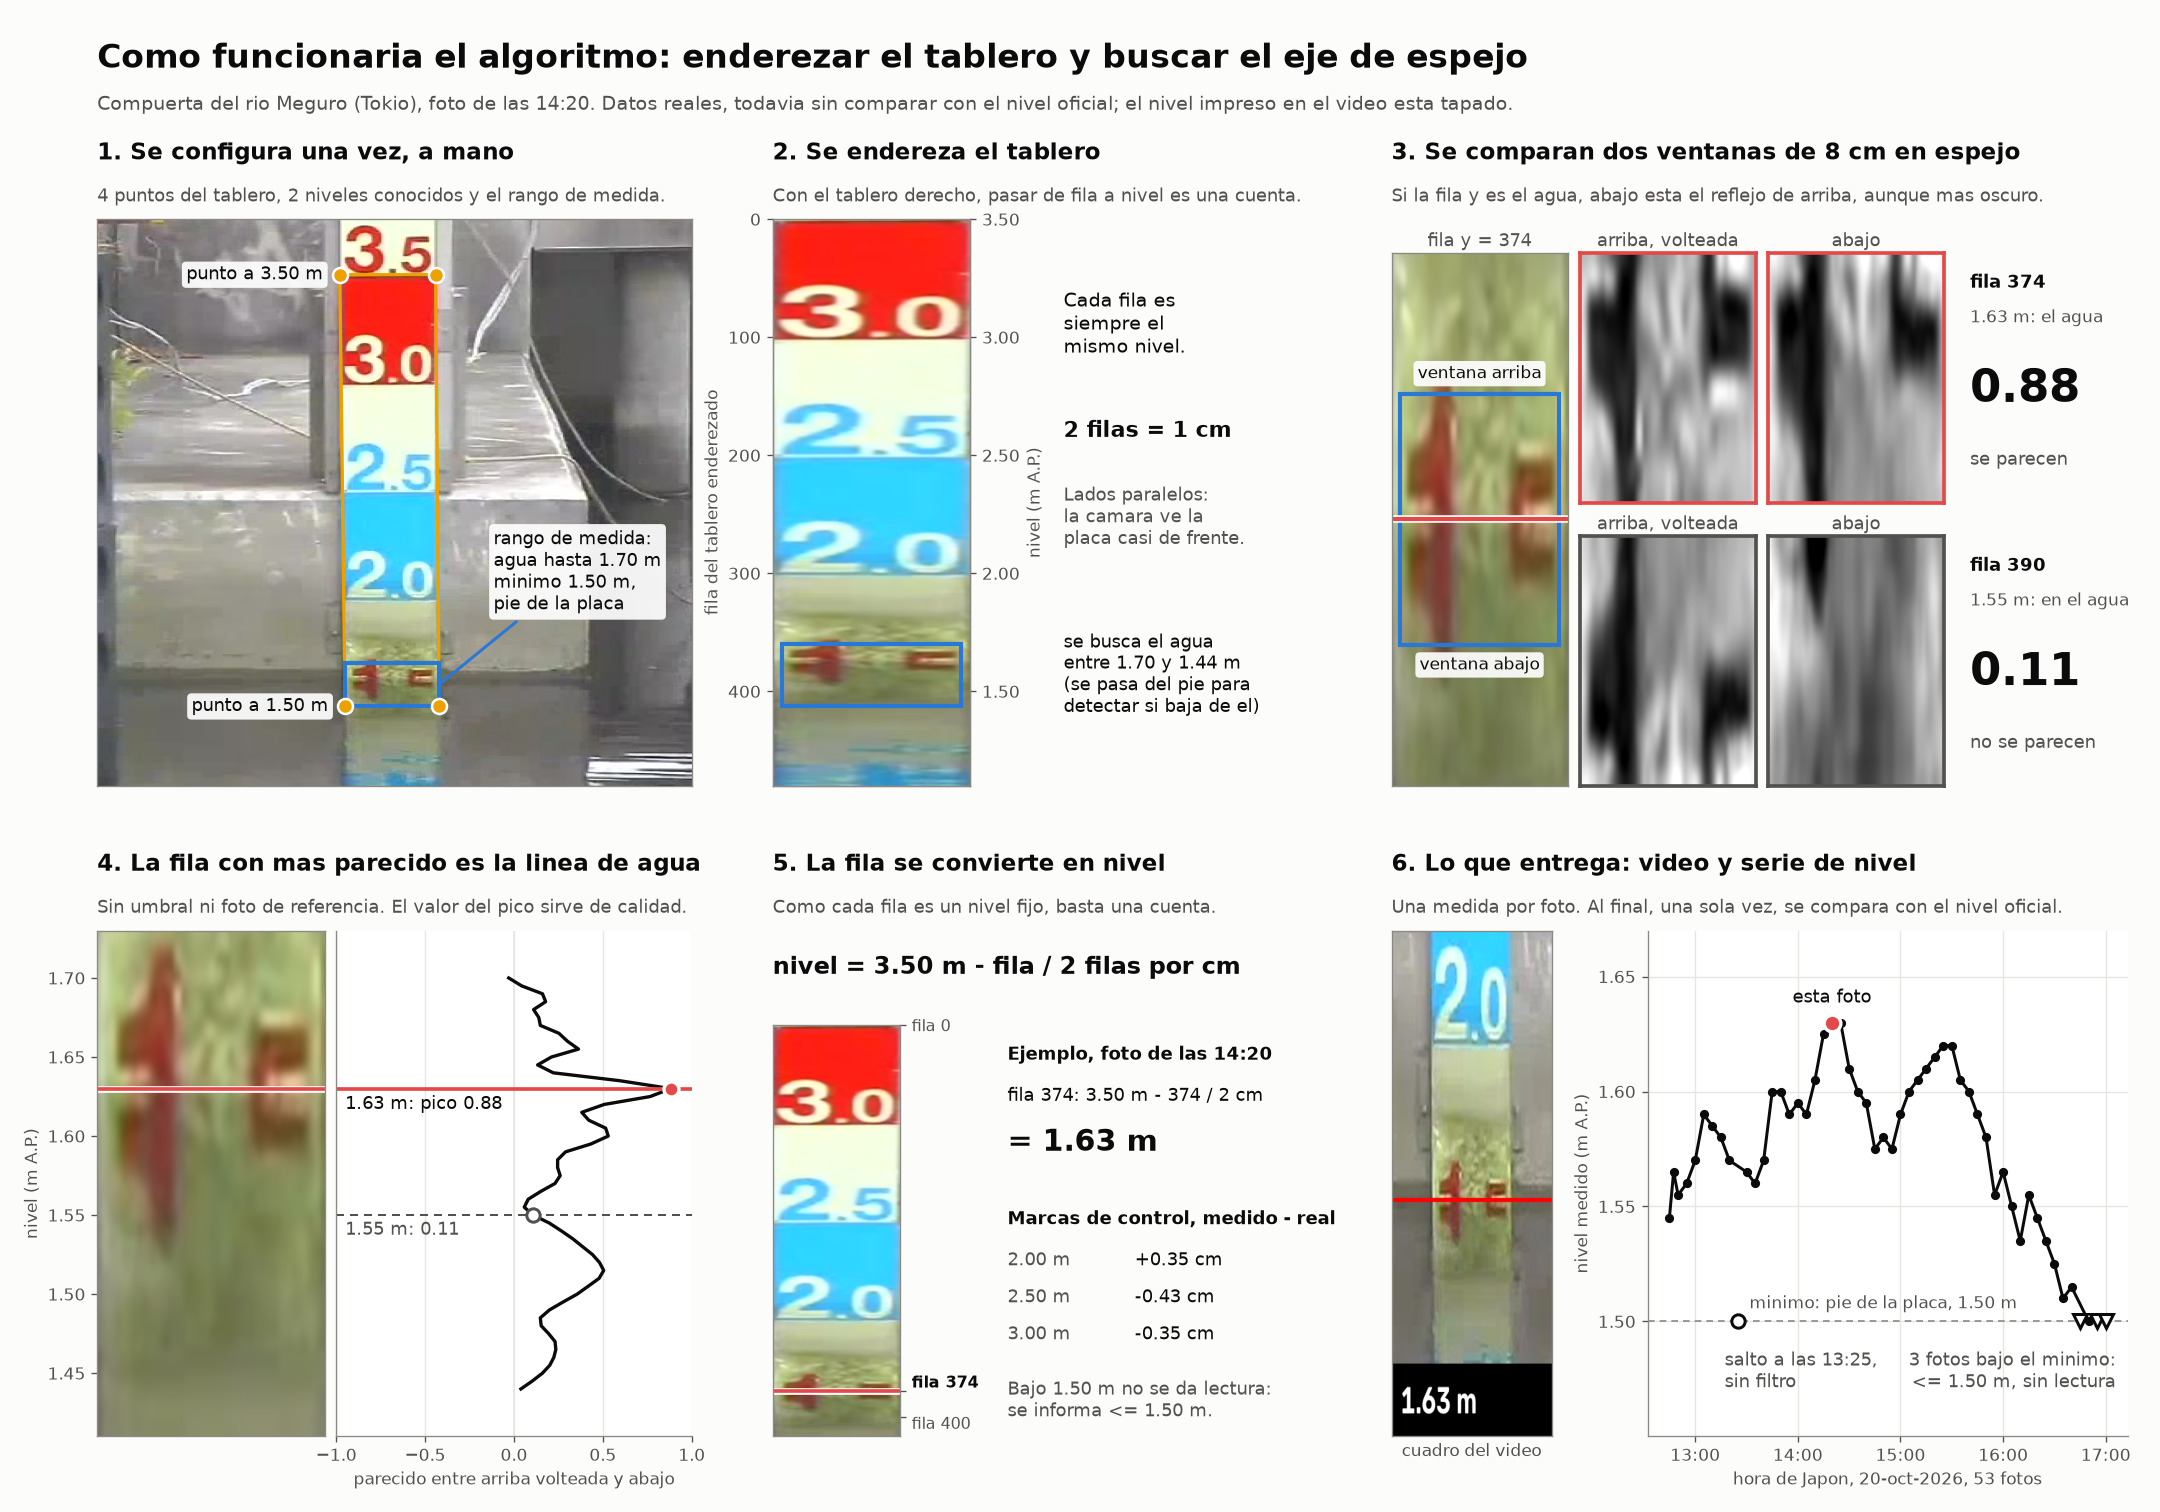 Como funcionaria el algoritmo: enderezar el tablero y buscar el eje de espejo
Compuerta del rio Meguro (Tokio), foto de las 14:20. Datos reales, todavia sin comparar con el nivel oficial; el nivel impreso en el video esta tapado.
1. Se configura una vez, a mano
4 puntos del tablero, 2 niveles conocidos y el rango de medida.
3.5
punto a 3.50 m
3.0
2.5
rango de medida:
agua hasta 1.70 m
minimo 1.50 m,
pie de la placa
2.0
punto a 1.50 m
2. Se endereza el tablero
Con el tablero derecho, pasar de fila a nivel es una cuenta.
fila del tablero enderezado
0
100
200
300
400
3.0
2.5
2.0
3.50
3.00
2.50
2.00
1.50
nivel (m A.P.)
Cada fila es
siempre el
mismo nivel.
2 filas = 1 cm
Lados paralelos:
la camara ve la
placa casi de frente.
se busca el agua
entre 1.70 y 1.44 m
(se pasa del pie para
detectar si baja de el)
3. Se comparan dos ventanas de 8 cm en espejo
Si la fila y es el agua, abajo esta el reflejo de arriba, aunque mas oscuro.
fila y = 374
ventana arriba
ventana abajo
arriba, volteada
abajo
fila 374
1.63 m: el agua
0.88
se parecen
arriba, volteada
abajo
fila 390
1.55 m: en el agua
0.11
no se parecen
4. La fila con mas parecido es la linea de agua
Sin umbral ni foto de referencia. El valor del pico sirve de calidad.
nivel (m A.P.)
1.70
1.65
1.60
1.55
1.50
1.45
1.63 m: pico 0.88
1.55 m: 0.11
−1.0
−0.5
0.0
0.5
1.0
parecido entre arriba volteada y abajo
5. La fila se convierte en nivel
Como cada fila es un nivel fijo, basta una cuenta.
nivel = 3.50 m - fila / 2 filas por cm
3.0
2.5
2.0
fila 0
fila 374
fila 400
Ejemplo, foto de las 14:20
fila 374: 3.50 m - 374 / 2 cm
= 1.63 m
Marcas de control, medido - real
2.00 m +0.35 cm
2.50 m -0.43 cm
3.00 m -0.35 cm
Bajo 1.50 m no se da lectura:
se informa <= 1.50 m.
6. Lo que entrega: video y serie de nivel
Una medida por foto. Al final, una sola vez, se compara con el nivel oficial.
2.0
1.63 m
cuadro del video
nivel medido (m A.P.)
1.65
1.60
1.55
1.50
esta foto
minimo: pie de la placa, 1.50 m
salto a las 13:25,
sin filtro
3 fotos bajo el minimo:
<= 1.50 m, sin lectura
13:00
14:00
15:00
16:00
17:00
hora de Japon, 20-oct-2026, 53 fotos